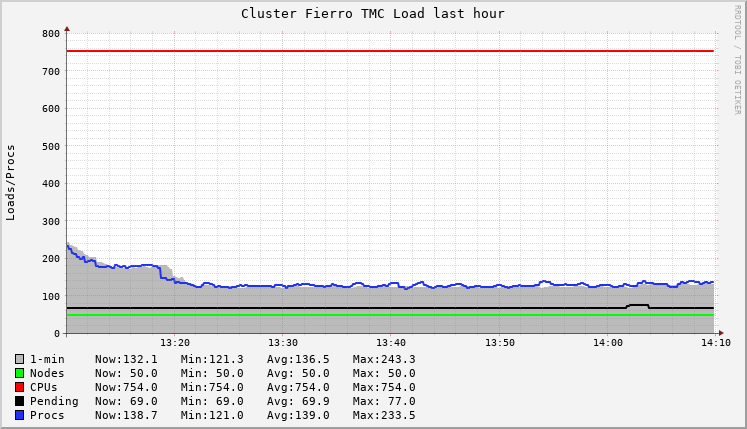 Cluster Fierro TMC Load last hour
RRDTOOL / TOBI OETIKER
Loads/Procs
800
700
600
500
400
300
200
100
0
13:20 13:30 13:40 13:50 14:00 14:10
1-min Now:132.1 Min:121.3 Avg:136.5 Max:243.3
Nodes Now: 50.0 Min: 50.0 Avg: 50.0 Max: 50.0
CPUs Now:754.0 Min:754.0 Avg:754.0 Max:754.0
Pending Now: 69.0 Min: 69.0 Avg: 69.9 Max: 77.0
Procs Now:138.7 Min:121.0 Avg:139.0 Max:233.5